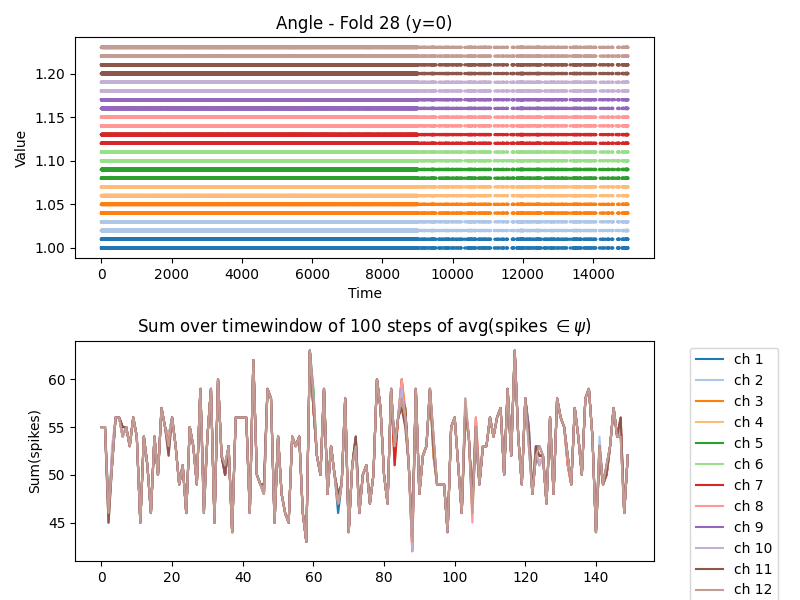 Angle - Fold 28 (y=0)
Value
1.20
1.15
1.10
1.05
1.00
0 2000 4000 6000 8000 10000 12000 14000
Time
Sum over timewindow of 100 steps of avg(spikes ∈ ψ)
Sum(spikes)
60
55
50
45
0 20 40 60 80 100 120 140
ch 1
ch 2
ch 3
ch 4
ch 5
ch 6
ch 7
ch 8
ch 9
ch 10
ch 11
ch 12